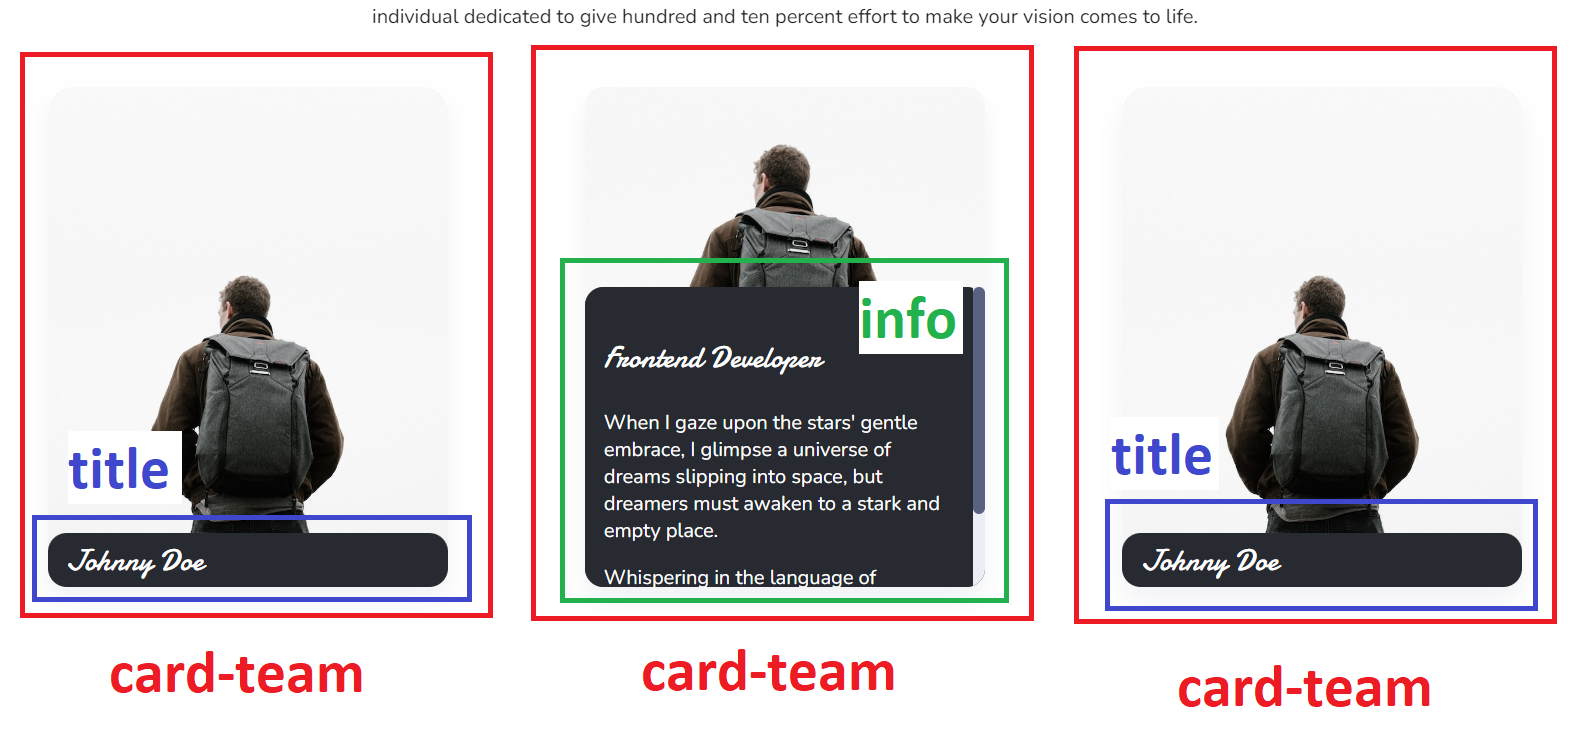 individual dedicated to give hundred and ten percent effort to make your vision comes to life.
title
Johnny Doe
card-team
info
Frontend Developer
When I gaze upon the stars' gentle
embrace, I glimpse a universe of
dreams slipping into space, but
dreamers must awaken to a stark and
empty place.
Whispering in the language of
card-team
title
Johnny Doe
card-team